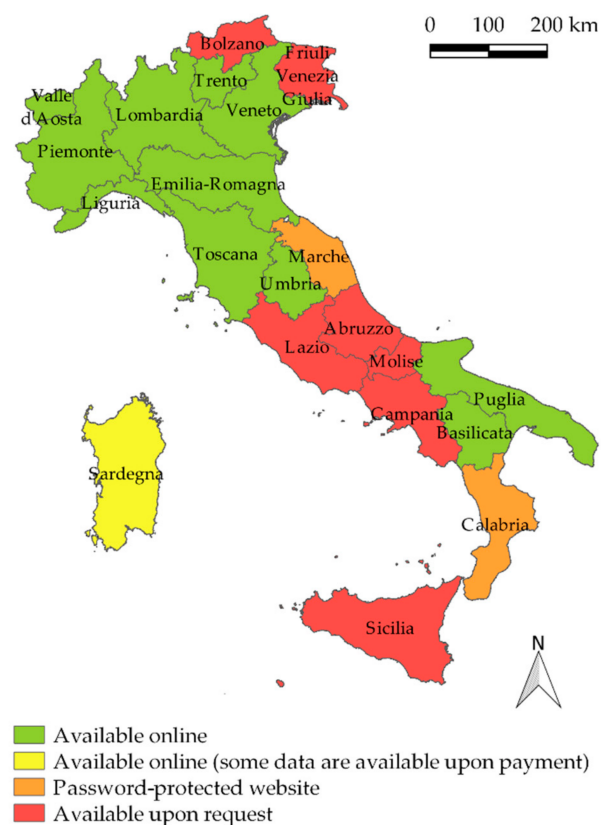 0 100 200 km
Bolzano
Friuli
Venezia
Giulia
Trento
Valle
d'Aosta
Lombardia
Veneto
Piemonte
Emilia-Romagna
Liguria
Toscana
Marche
Umbria
Abruzzo
Lazio
Molise
Puglia
Campania
Basilicata
Sardegna
Calabria
Sicilia
N
Available online
Available online (some data are available upon payment)
Password-protected website
Available upon request